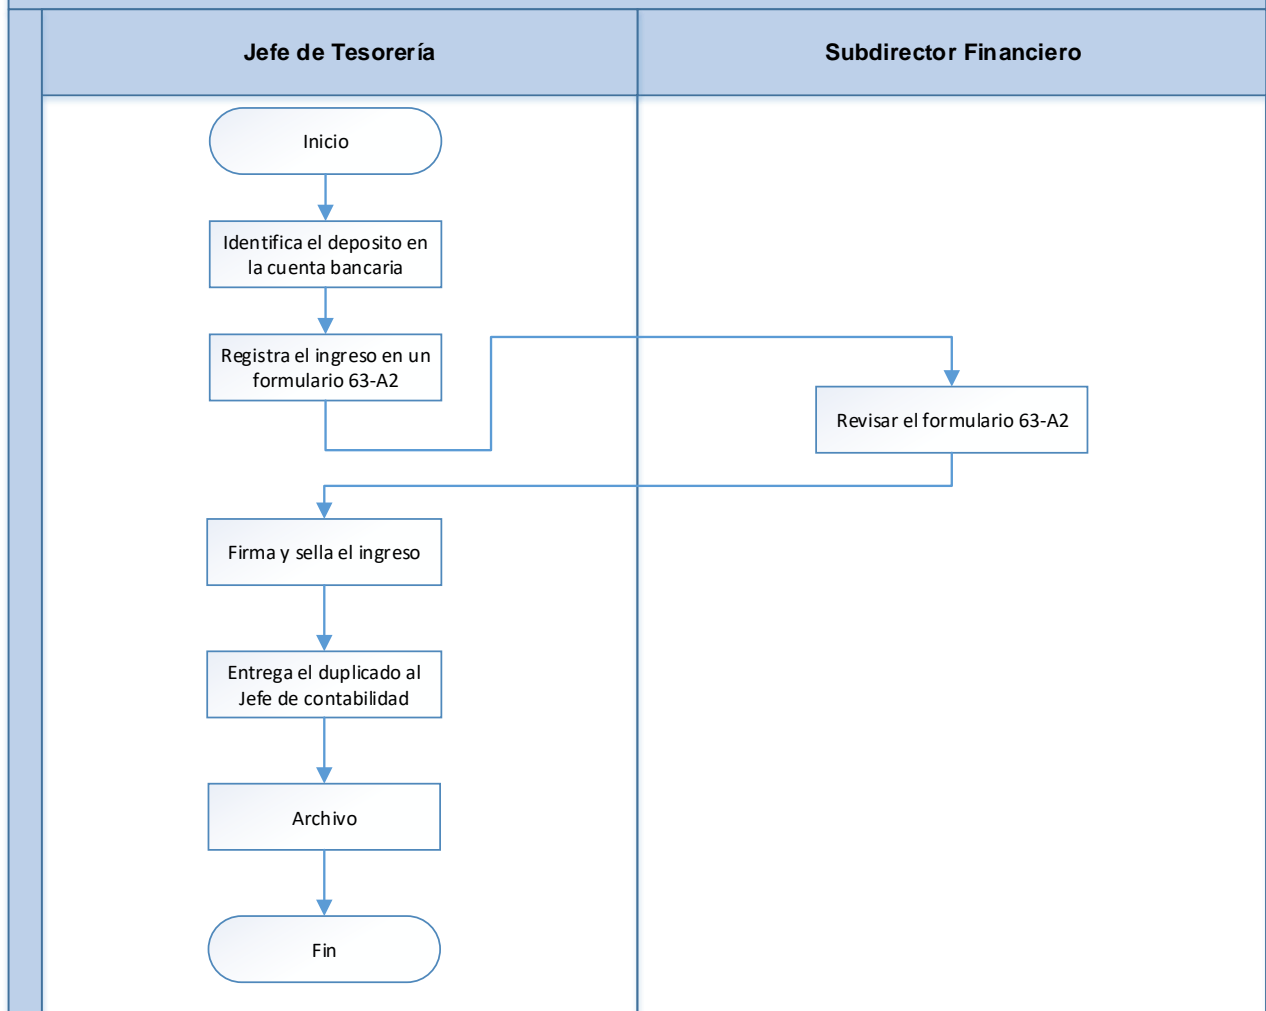 Jefe de Tesorería
Subdirector Financiero
Inicio
Identifica el deposito en
la cuenta bancaria
Registra el ingreso en un
formulario 63-A2
Revisar el formulario 63-A2
Firma y sella el ingreso
Entrega el duplicado al
Jefe de contabilidad
Archivo
Fin